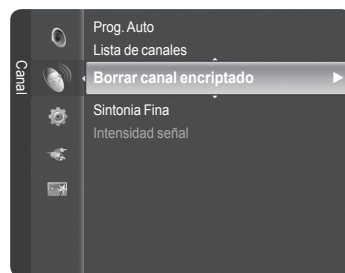 Canal
Prog. Auto
Lista de canales
Borrar canal encriptado
Sintonia Fina
Intensidad señal